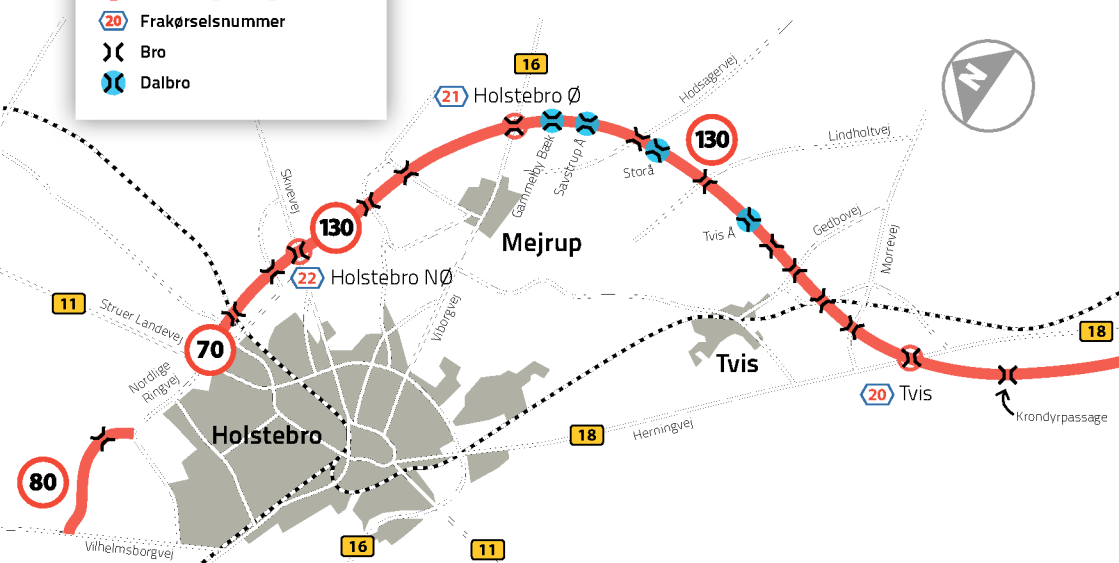 20 Frakørselsnummer
Bro
Dalbro
16
21 Holstebro Ø
Hodsagervej
N
130
Lindholtvej
Skivevej
Gammelby Bæk
Savstrup Å
Storå
130
Mejrup
Tvis Å
Gedbovej
Morrevej
22 Holstebro NØ
11
Struer Landevej
Viborgvej
70
18
Nordlige
Ringvej
Tvis
20 Tvis
Krondyrpassage
Holstebro
18
Herningvej
80
Vilhelmsborgvej
16
11